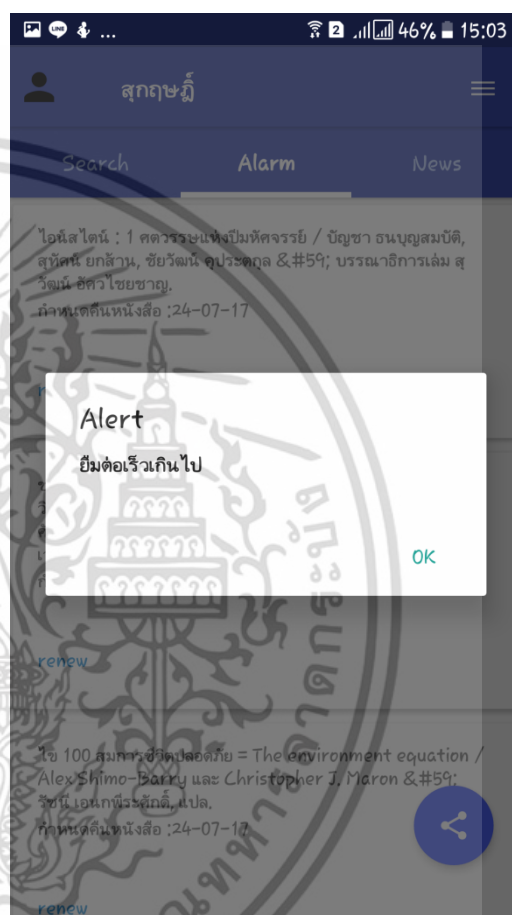 46% 15:03
สุกฤษฎิ์
Search Alarm News
ไอน์สไตน์ : 1 ศตวรรษแห่งปีมหัศจรรย์ / บัญชา ธนบุญสมบัติ,
สุทัศน์ ยกส้าน, ชัยวัฒน์ คุประตกุล &#59; บรรณาธิการเล่ม สุ
วัฒน์ อัศวไชยชาญ.
กำหนดคืนหนังสือ :24-07-17
Alert
ยืมต่อเร็วเกินไป
OK
renew
ไข 100 สมการชีวิตปลอดภัย = The environment equation /
Alex Shimo-Barry และ Christopher J. Maron &#59;
รัชนี เอนกพีระศักดิ์, แปล.
กำหนดคืนหนังสือ :24-07-17
renew